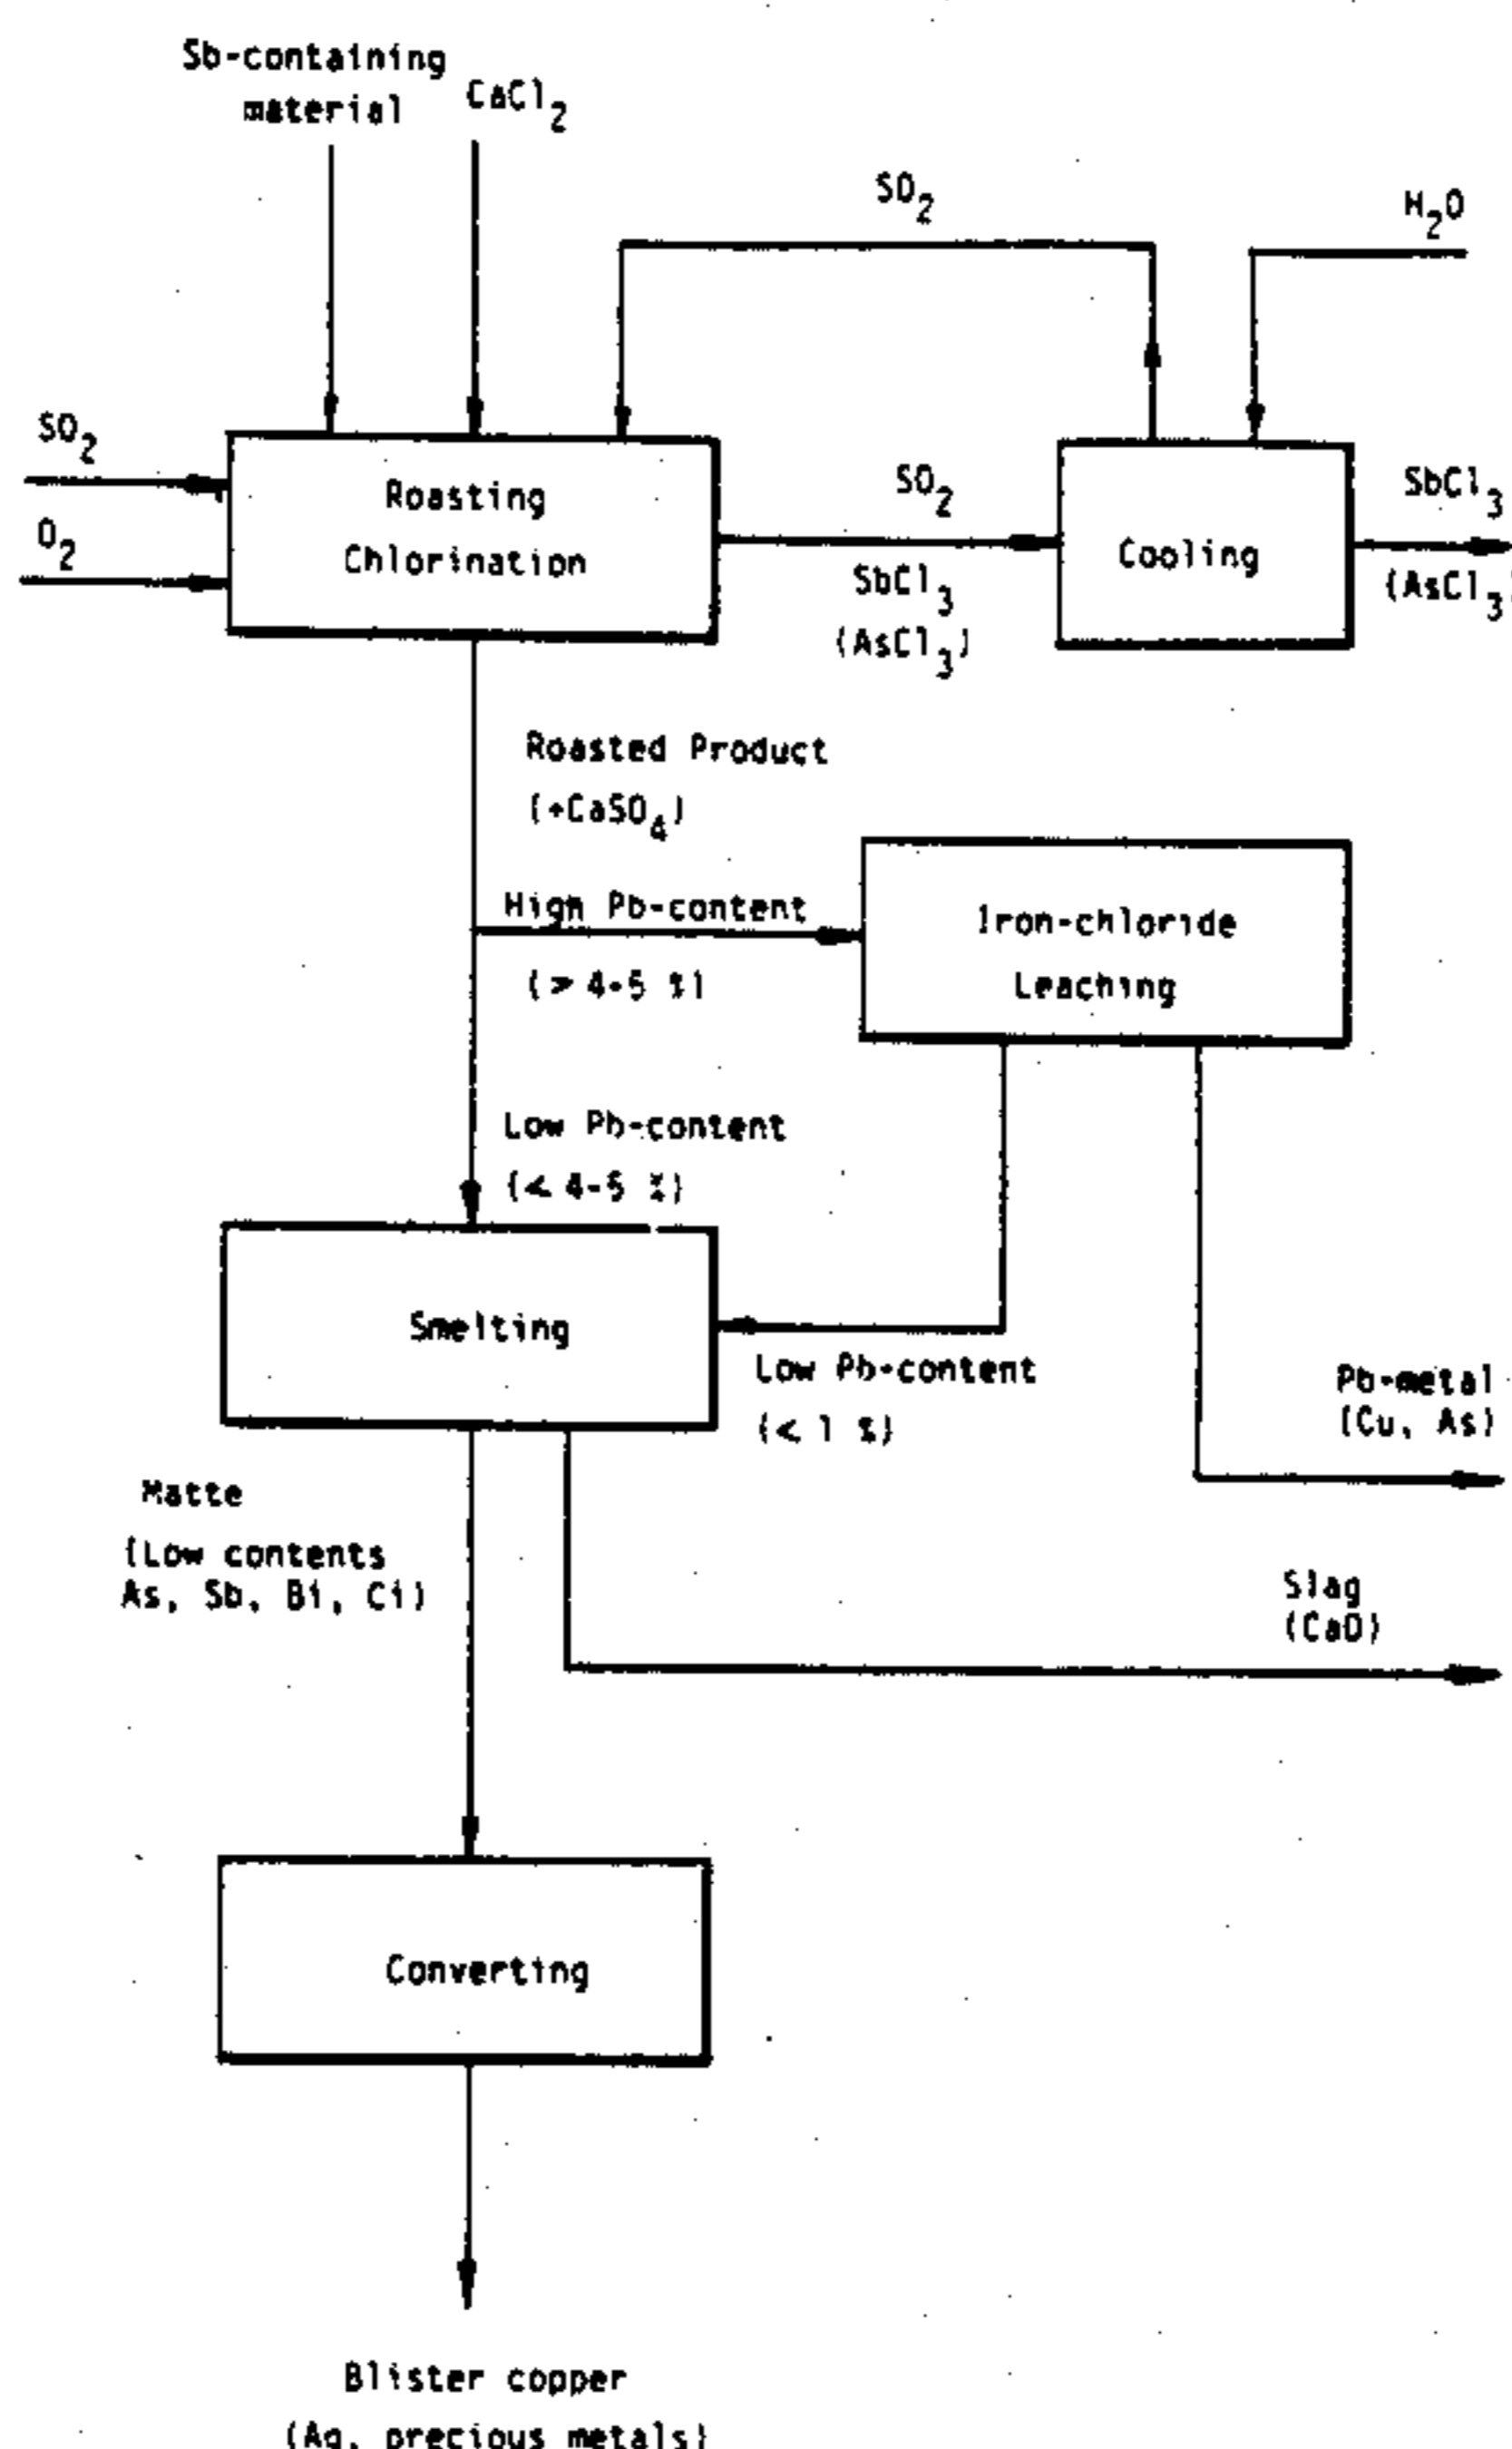 Sb-containing
material
CaCl2
SO2
H2O
SO2
O2
Roasting
Chlorination
SO2
SbCl3
(AsCl3)
Cooling
SbCl3
(AsCl3
Roasted Product
(+CaSO4)
High Pb-content
(> 4-5 %)
Iron-chloride
Leaching
Low Pb-content
(< 4-5 %)
Smelting
Low Pb-content
(< 1 %)
Pb-metal
(Cu, As)
Matte
(Low contents
As, Sb, Bi, Ci)
Slag
(CaO)
Converting
Blister copper
(Ag, precious metals)